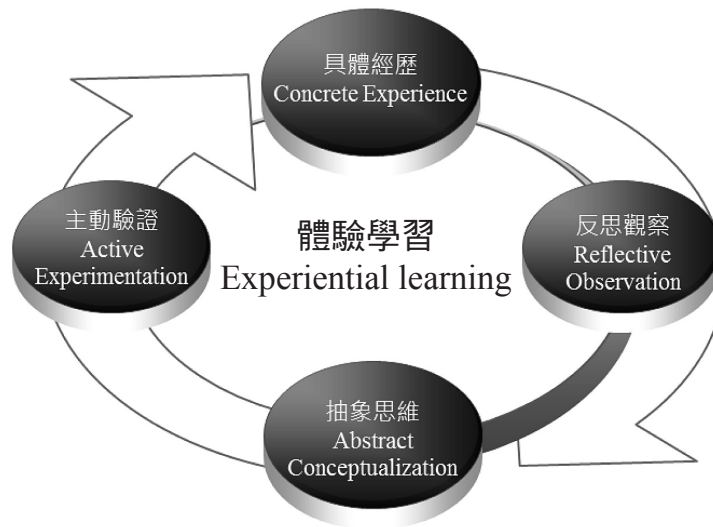 具體經歷
Concrete Experience
主動驗證
Active
Experimentation
體驗學習
Experiential learning
反思觀察
Reflective
Observation
抽象思維
Abstract
Conceptualization